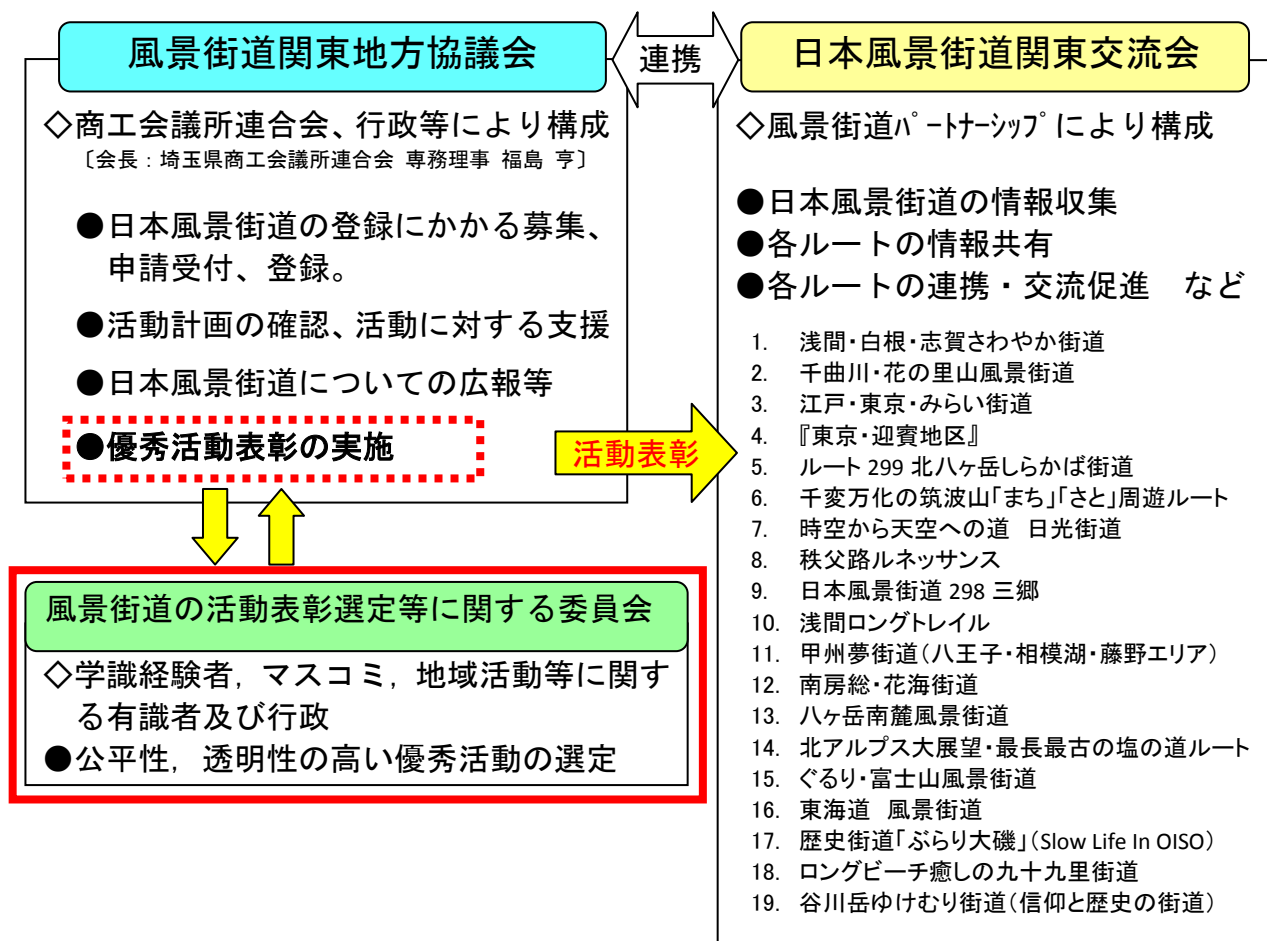 風景街道関東地方協議会
◇商工会議所連合会、行政等により構成
〔会長：埼玉県商工会議所連合会 専務理事 福島 亨〕
●日本風景街道の登録にかかる募集、
申請受付、登録。
●活動計画の確認、活動に対する支援
●日本風景街道についての広報等
●優秀活動表彰の実施
連携
活動表彰
風景街道の活動表彰選定等に関する委員会
◇学識経験者，マスコミ，地域活動等に関す
る有識者及び行政
●公平性，透明性の高い優秀活動の選定
日本風景街道関東交流会
◇風景街道ﾊﾟｰﾄﾅｰｼｯﾌﾟにより構成
●日本風景街道の情報収集
●各ルートの情報共有
●各ルートの連携・交流促進　など
1. 浅間・白根・志賀さわやか街道
2. 千曲川・花の里山風景街道
3. 江戸・東京・みらい街道
4. 『東京・迎賓地区』
5. ルート 299 北八ヶ岳しらかば街道
6. 千変万化の筑波山「まち」「さと」周遊ルート
7. 時空から天空への道　日光街道
8. 秩父路ルネッサンス
9. 日本風景街道 298 三郷
10. 浅間ロングトレイル
11. 甲州夢街道（八王子・相模湖・藤野エリア）
12. 南房総・花海街道
13. 八ヶ岳南麓風景街道
14. 北アルプス大展望・最長最古の塩の道ルート
15. ぐるり・富士山風景街道
16. 東海道　風景街道
17. 歴史街道「ぶらり大磯」（Slow Life In OISO）
18. ロングビーチ癒しの九十九里街道
19. 谷川岳ゆけむり街道（信仰と歴史の街道）